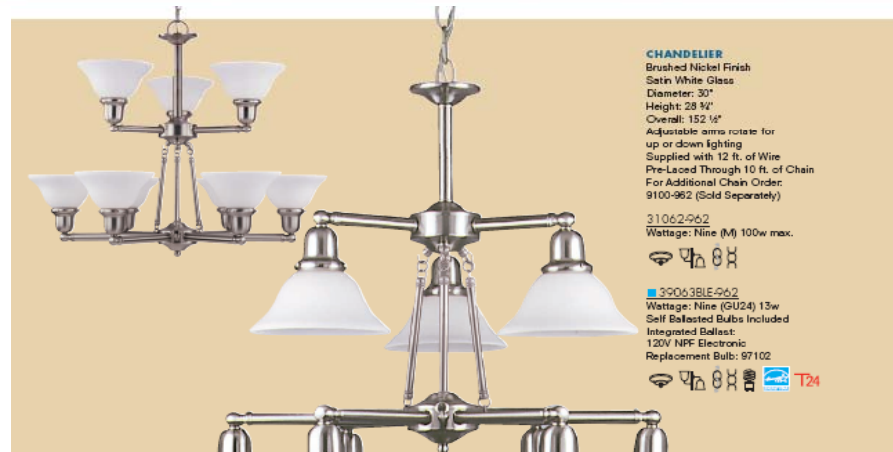 CHANDELIER
Brushed Nickel Finish
Satin White Glass
Diameter: 30"
Height: 28 ¾"
Overall: 152 ½"
Adjustable arms rotate for
up or down lighting
Supplied with 12 ft. of Wire
Pre-Laced Through 10 ft. of Chain
For Additional Chain Order:
9100-962 (Sold Separately)
31062-962
Wattage: Nine (M) 100w max.
39063BLE-962
Wattage: Nine (GU24) 13w
Self Ballasted Bulbs Included
Integrated Ballast:
120V NPF Electronic
Replacement Bulb: 97102
T24